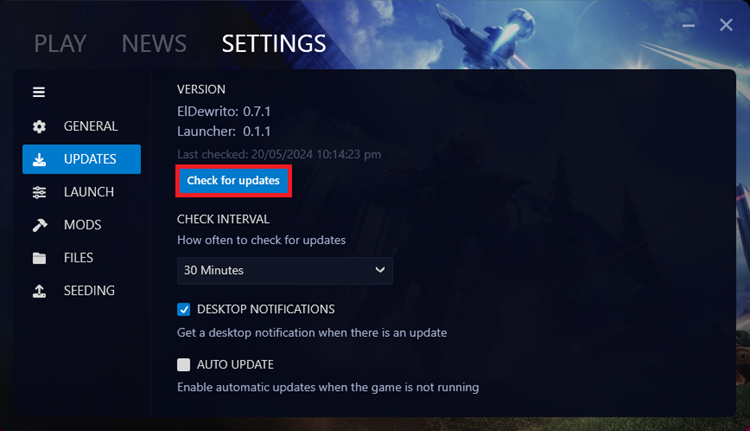 PLAY NEWS SETTINGS
GENERAL
UPDATES
LAUNCH
MODS
FILES
SEEDING
VERSION
ElDewrito: 0.7.1
Launcher: 0.1.1
Last checked: 20/05/2024 10:14:23 pm
Check for updates
CHECK INTERVAL
How often to check for updates
30 Minutes
DESKTOP NOTIFICATIONS
Get a desktop notification when there is an update
AUTO UPDATE
Enable automatic updates when the game is not running